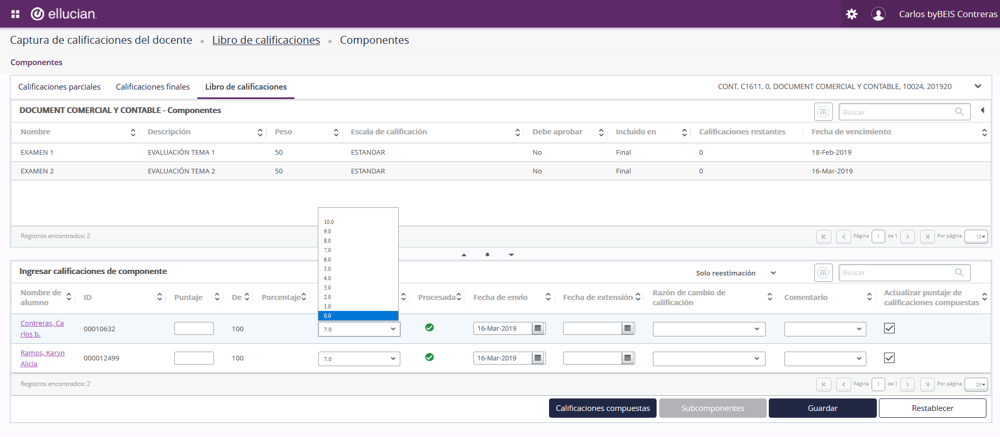 ellucian.
Carlos byBEIS Contreras
Captura de calificaciones del docente • Libro de calificaciones • Componentes
Componentes
Calificaciones parciales Calificaciones finales Libro de calificaciones CONT, C1611, 0, DOCUMENT COMERCIAL Y CONTABLE, 10024, 201920
DOCUMENT COMERCIAL Y CONTABLE - Componentes Buscar
Nombre Descripción Peso Escala de calificación Debe aprobar Incluido en Calificaciones restantes Fecha de vencimiento
EXAMEN 1 EVALUACIÓN TEMA 1 50 ESTANDAR No Final 0 18-Feb-2019
EXAMEN 2 EVALUACIÓN TEMA 2 50 ESTANDAR No Final 0 16-Mar-2019
Registros encontrados: 2 Página 1 de 1 Por página 10
Ingresar calificaciones de componente Solo reestimación Buscar
Nombre de alumno ID Puntaje De Porcentaje Procesada Fecha de envío Fecha de extensión Razón de cambio de calificación Comentario Actualizar puntaje de calificaciones compuestas
10.0
9.0
8.0
7.0
6.0
5.0
4.0
3.0
2.0
1.0
0.0
Contreras, Ca
rlos b. 00010632 100 7.0 16-Mar-2019
Ramos, Karyn
Alicia 000012499 100 7.0 16-Mar-2019
Registros encontrados: 2 Página 1 de 1 Por página 25
Calificaciones compuestas Subcomponentes Guardar Restablecer